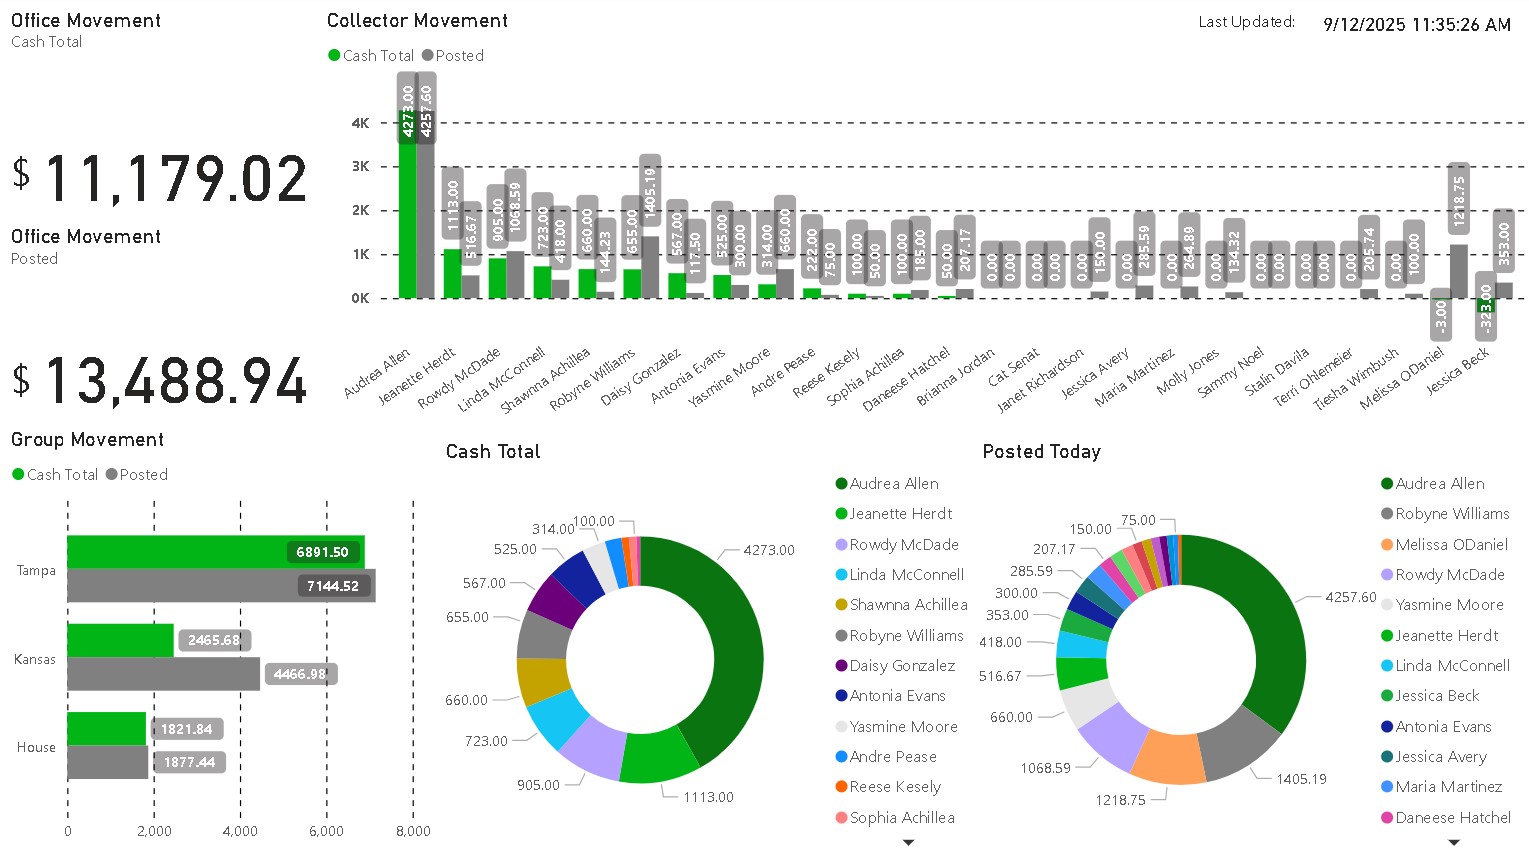 Office Movement
Cash Total
$ 11,179.02
Office Movement
Posted
$ 13,488.94
Collector Movement
Last Updated: 9/12/2025 11:35:26 AM
Cash Total Posted
4K
3K
2K
1K
0K
4273.00 4257.60
1113.00 516.67
905.00 1068.59
723.00 418.00
660.00 144.23
655.00 1405.19
567.00 117.50
525.00 300.00
314.00 660.00
222.00 75.00
100.00 50.00
100.00 185.00
50.00 207.17
0.00 0.00
0.00 0.00
0.00 150.00
0.00 285.59
0.00 264.89
0.00 134.32
0.00 0.00
0.00 0.00
0.00 205.74
0.00 100.00
-3.00 1218.75
-323.00 353.00
Audrea Allen
Jeanette Herdt
Rowdy McDade
Linda McConnell
Shawnna Achillea
Robyne Williams
Daisy Gonzalez
Antonia Evans
Yasmine Moore
Andre Pease
Reese Kesely
Sophia Achillea
Daneese Hatchel
Brianna Jordan
Cat Senat
Janet Richardson
Jessica Avery
Maria Martinez
Molly Jones
Sammy Noel
Stalin Davila
Terri Ohlemeier
Tiesha Wimbush
Melissa ODaniel
Jessica Beck
Group Movement
Cash Total Posted
Tampa
6891.50
7144.52
Kansas
2465.68
4466.98
House
1821.84
1877.44
0 2,000 4,000 6,000 8,000
Cash Total
4273.00
1113.00
905.00
723.00
660.00
655.00
567.00
525.00
314.00
100.00
Audrea Allen
Jeanette Herdt
Rowdy McDade
Linda McConnell
Shawnna Achillea
Robyne Williams
Daisy Gonzalez
Antonia Evans
Yasmine Moore
Andre Pease
Reese Kesely
Sophia Achillea
Posted Today
4257.60
1405.19
1218.75
1068.59
660.00
516.67
418.00
353.00
300.00
285.59
207.17
150.00
75.00
Audrea Allen
Robyne Williams
Melissa ODaniel
Rowdy McDade
Yasmine Moore
Jeanette Herdt
Linda McConnell
Jessica Beck
Antonia Evans
Jessica Avery
Maria Martinez
Daneese Hatchel